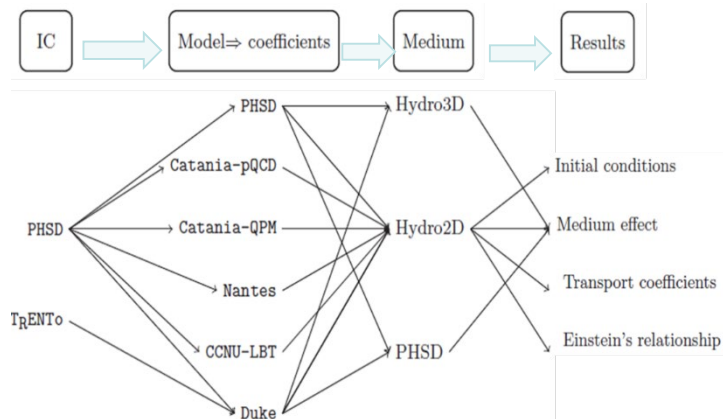 IC
Model⇒ coefficients
Medium
Results
PHSD
Hydro3D
Catania-pQCD
Initial conditions
PHSD
Catania-QPM
Hydro2D
Medium effect
Nantes
Transport coefficients
TRENTo
CCNU-LBT
PHSD
Einstein's relationship
Duke